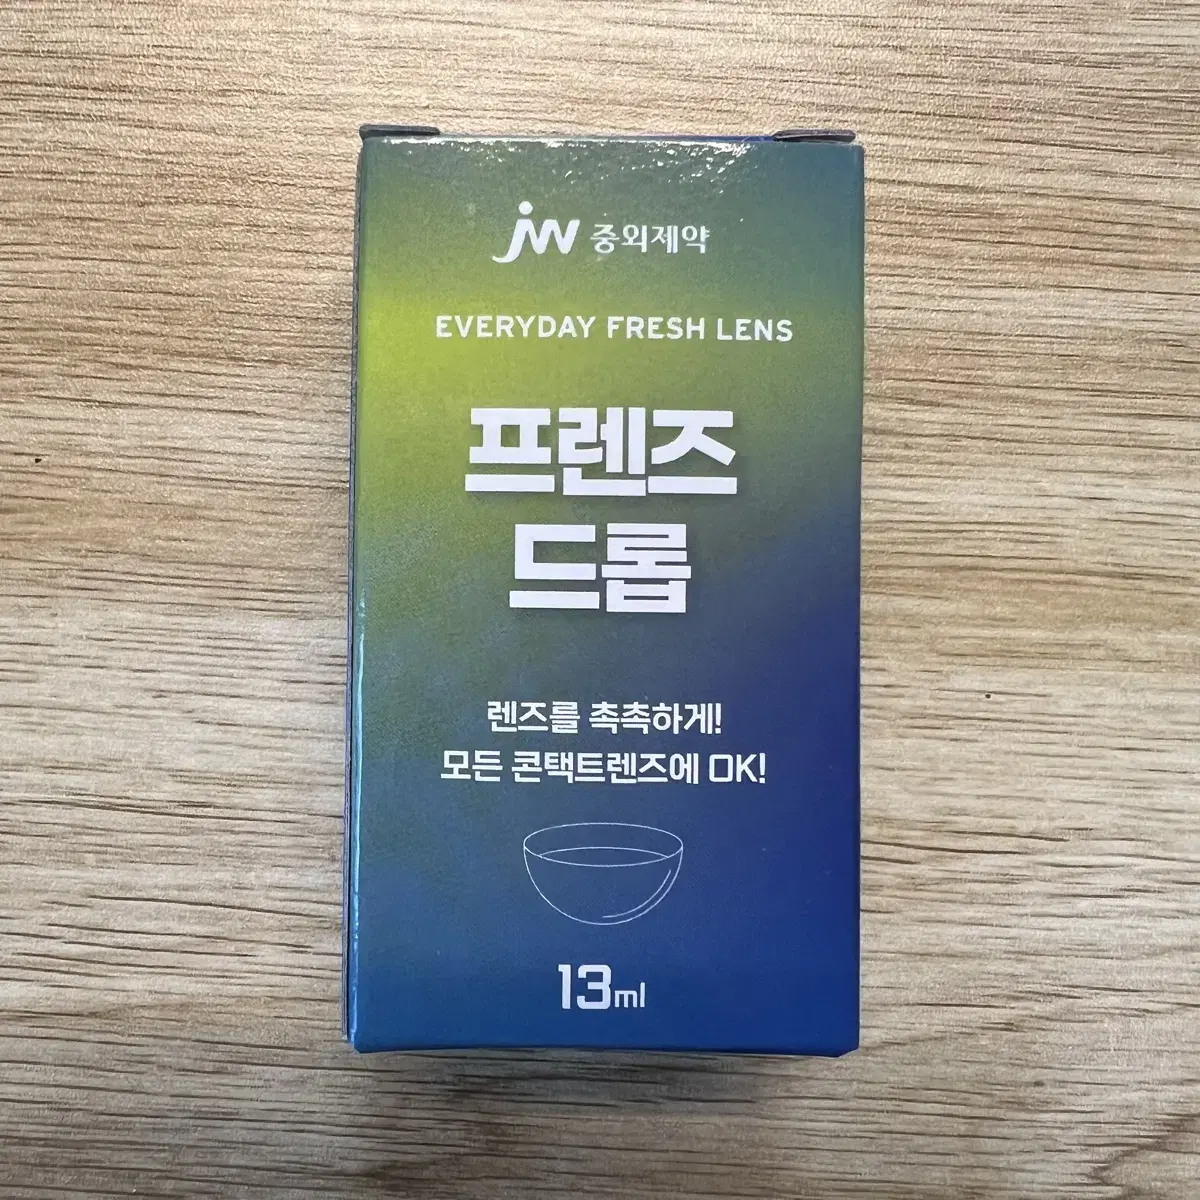 jw 중외제약
EVERYDAY FRESH LENS
프렌즈
드롭
렌즈를 촉촉하게!
모든 콘택트렌즈에 OK!
13ml